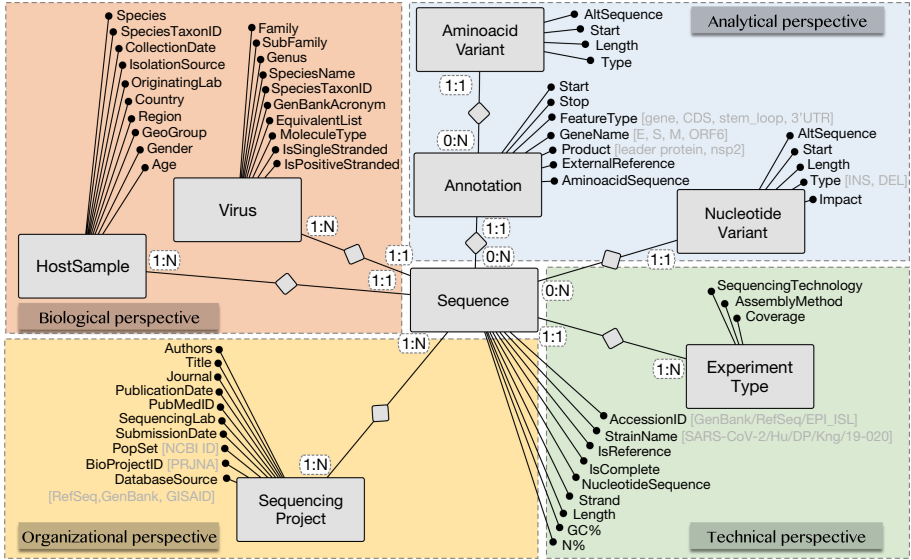 Species
SpeciesTaxonID
CollectionDate
IsolationSource
OriginatingLab
Country
Region
GeoGroup
Gender
Age
HostSample
1:N
Family
SubFamily
Genus
SpeciesName
SpeciesTaxonID
GenBankAcronym
EquivalentList
MoleculeType
IsSingleStranded
IsPositiveStranded
Virus
1:N
1:1
1:1
Biological perspective
Analytical perspective
Aminoacid
Variant
AltSequence
Start
Length
Type
1:1
0:N
Start
Stop
FeatureType [gene, CDS, stem_loop, 3'UTR]
GeneName [E, S, M, ORF6]
Product [leader protein, nsp2]
ExternalReference
AminoacidSequence
Annotation
1:1
0:N
AltSequence
Start
Length
Type [INS, DEL]
Impact
Nucleotide
Variant
1:1
0:N
Sequence
1:N
1:1
SequencingTechnology
AssemblyMethod
Coverage
Experiment
Type
1:N
AccessionID [GenBank/RefSeq/EPI_ISL]
StrainName [SARS-CoV-2/Hu/DP/Kng/19-020]
IsReference
IsComplete
NucleotideSequence
Strand
Length
GC%
N%
Technical perspective
Authors
Title
Journal
PublicationDate
PubMedID
SequencingLab
SubmissionDate
PopSet [NCBI ID]
BioProjectID [PRJNA]
DatabaseSource
[RefSeq,GenBank, GISAID]
1:N
Sequencing
Project
Organizational perspective